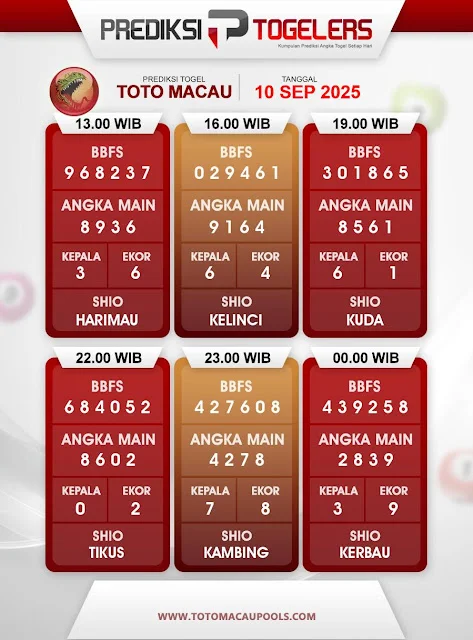 PREDIKSI TOGELERS
Kumpulan Prediksi Angka Togel Setiap Hari
PREDIKSI TOGEL
TOTO MACAU
TANGGAL
10 SEP 2025
13.00 WIB
BBFS
968237
ANGKA MAIN
8936
KEPALA EKOR
3 6
SHIO
HARIMAU
16.00 WIB
BBFS
029461
ANGKA MAIN
9164
KEPALA EKOR
6 4
SHIO
KELINCI
19.00 WIB
BBFS
301865
ANGKA MAIN
8561
KEPALA EKOR
6 1
SHIO
KUDA
22.00 WIB
BBFS
684052
ANGKA MAIN
8602
KEPALA EKOR
0 2
SHIO
TIKUS
23.00 WIB
BBFS
427608
ANGKA MAIN
4278
KEPALA EKOR
7 8
SHIO
KAMBING
00.00 WIB
BBFS
439258
ANGKA MAIN
2839
KEPALA EKOR
3 9
SHIO
KERBAU
WWW.TOTOMACAUPOOLS.COM